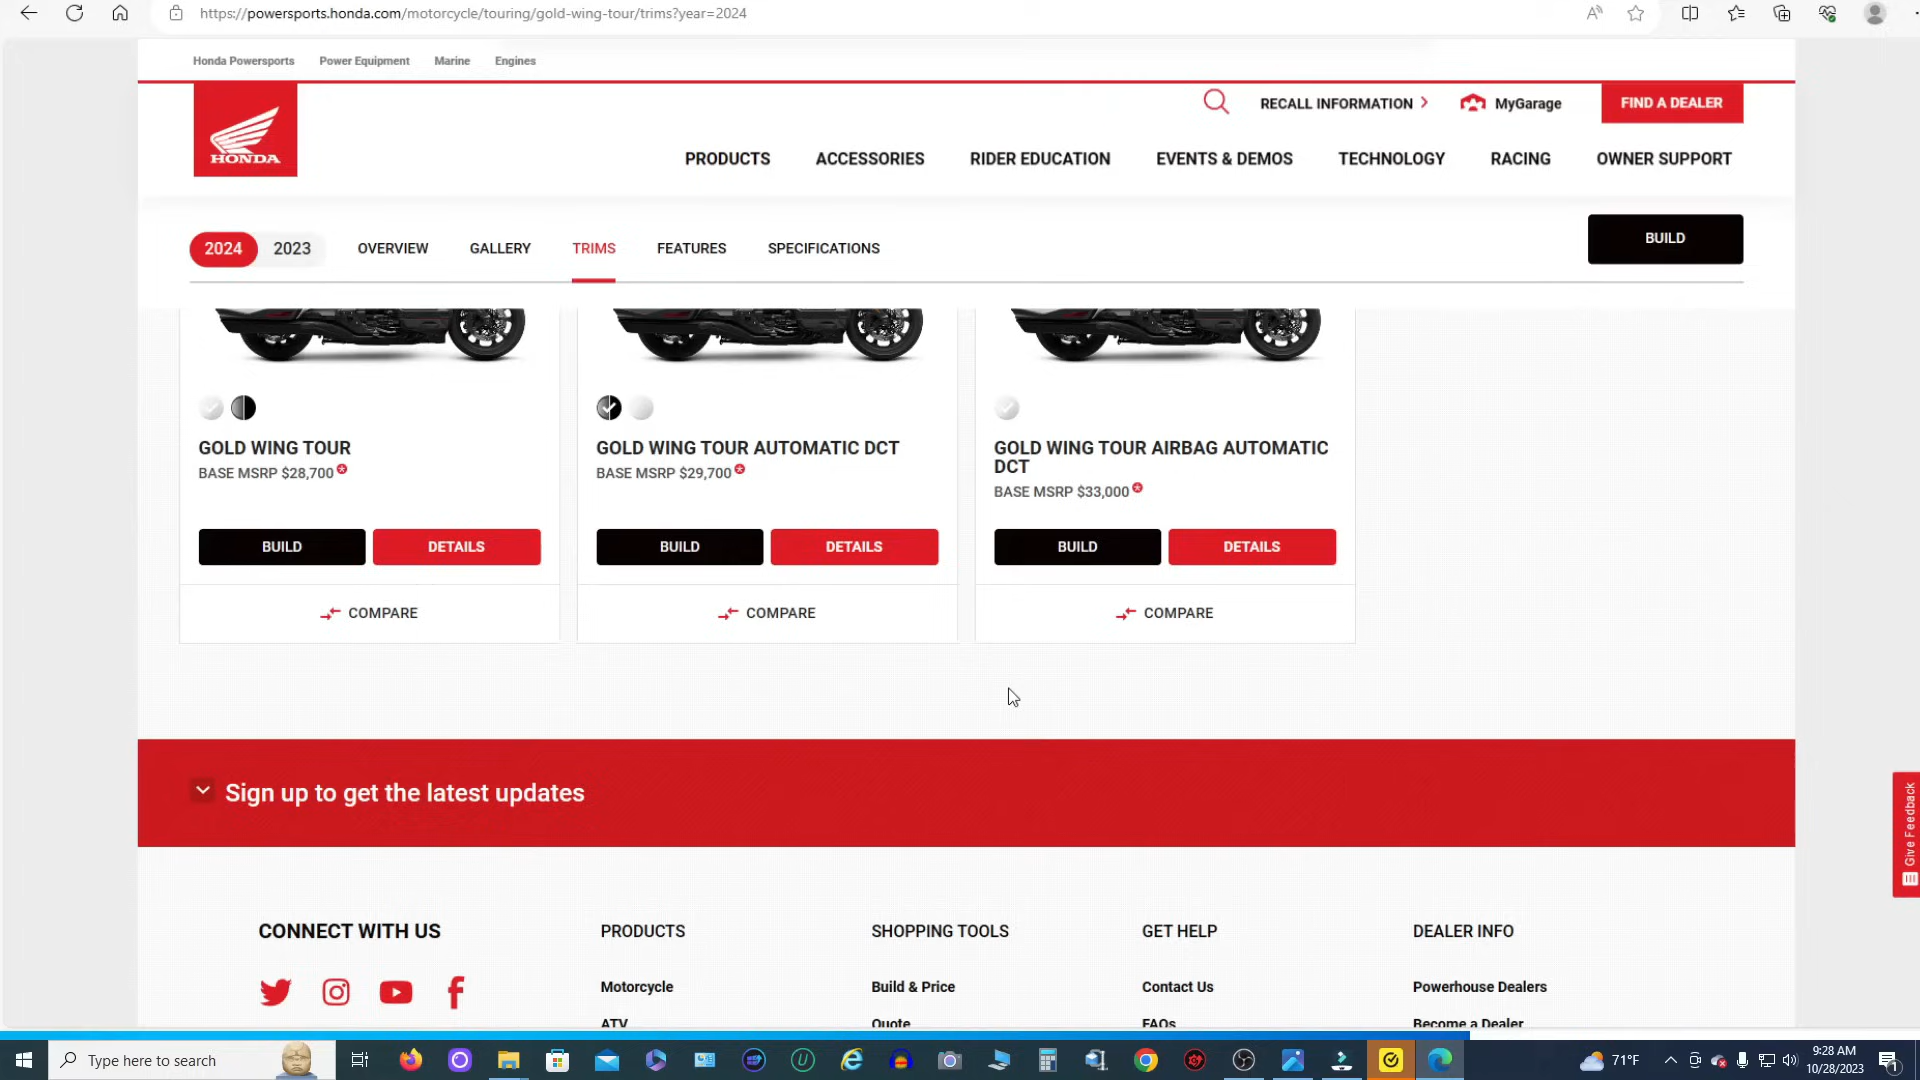 https://powersports.honda.com/motorcycle/touring/gold-wing-tour/trims?year=2024
Honda Powersports Power Equipment Marine Engines
HONDA
RECALL INFORMATION MyGarage FIND A DEALER
PRODUCTS ACCESSORIES RIDER EDUCATION EVENTS & DEMOS TECHNOLOGY RACING OWNER SUPPORT
2024 2023 OVERVIEW GALLERY TRIMS FEATURES SPECIFICATIONS BUILD
GOLD WING TOUR
BASE MSRP $28,700
BUILD DETAILS
COMPARE
GOLD WING TOUR AUTOMATIC DCT
BASE MSRP $29,700
BUILD DETAILS
COMPARE
GOLD WING TOUR AIRBAG AUTOMATIC
DCT
BASE MSRP $33,000
BUILD DETAILS
COMPARE
Give Feedback
Sign up to get the latest updates
CONNECT WITH US
PRODUCTS
Motorcycle
ATV
SHOPPING TOOLS
Build & Price
Quote
GET HELP
Contact Us
FAQs
DEALER INFO
Powerhouse Dealers
Become a Dealer
Type here to search
71°F
9:28 AM
10/28/2023
1